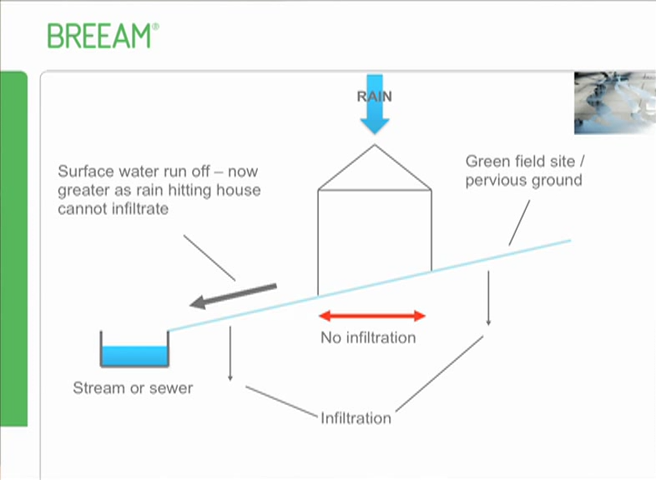 BREEAM®
RAIN
Surface water run off – now
greater as rain hitting house
cannot infiltrate
Green field site /
pervious ground
No infiltration
Stream or sewer
Infiltration